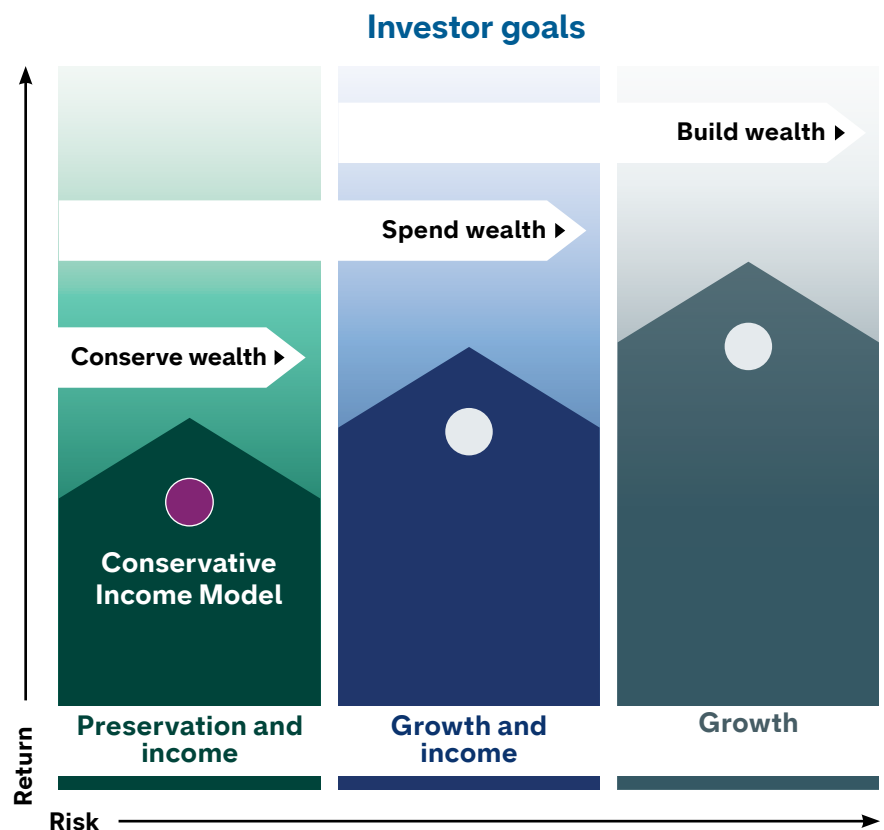 Investor goals
Build wealth
Spend wealth
Conserve wealth
Conservative
Income Model
Preservation and
income
Growth and
income
Growth
Return
Risk